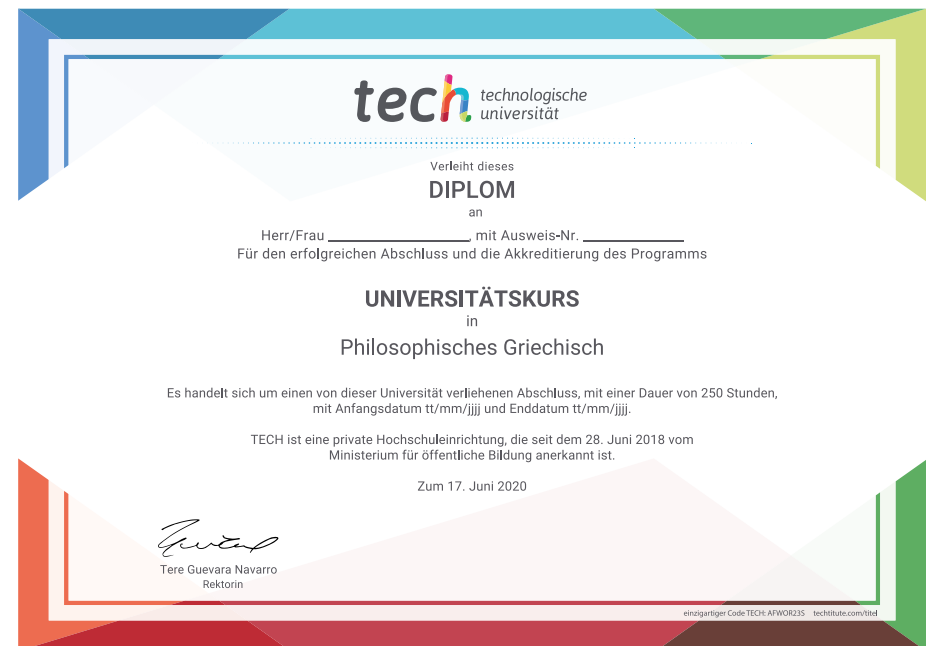 tech technologische
universität
Verleiht dieses
DIPLOM
an
Herr/Frau ____________________, mit Ausweis-Nr. ______________
Für den erfolgreichen Abschluss und die Akkreditierung des Programms
UNIVERSITÄTSKURS
in
Philosophisches Griechisch
Es handelt sich um einen von dieser Universität verliehenen Abschluss, mit einer Dauer von 250 Stunden,
mit Anfangsdatum tt/mm/jjjj und Enddatum tt/mm/jjjj.
TECH ist eine private Hochschuleinrichtung, die seit dem 28. Juni 2018 vom
Ministerium für öffentliche Bildung anerkannt ist.
Zum 17. Juni 2020
Tere Guevara Navarro
Rektorin
einzigartiger Code TECH: AFWOR23S techtitute.com/titel